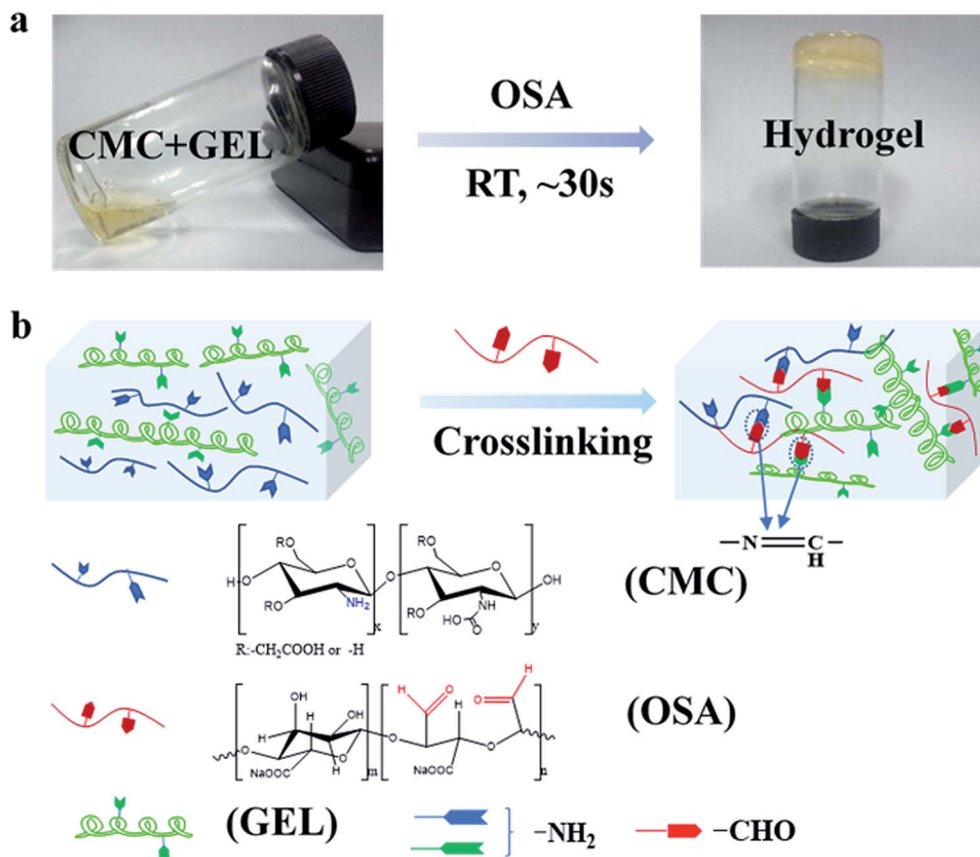 a
CMC+GEL
OSA
RT, ~30s
Hydrogel
b
Crosslinking
–N=C–
H
RO
O
H
O
RO
NH₂
x
RO
O
O
RO
NH
HO
O
y
OH
R:-CH₂COOH or -H
(CMC)
OH
H
H
OH
O
O
H
NaOOC
m
H
O
O
H
O
H
NaOOC
O
n
(OSA)
(GEL)
–NH₂
–CHO